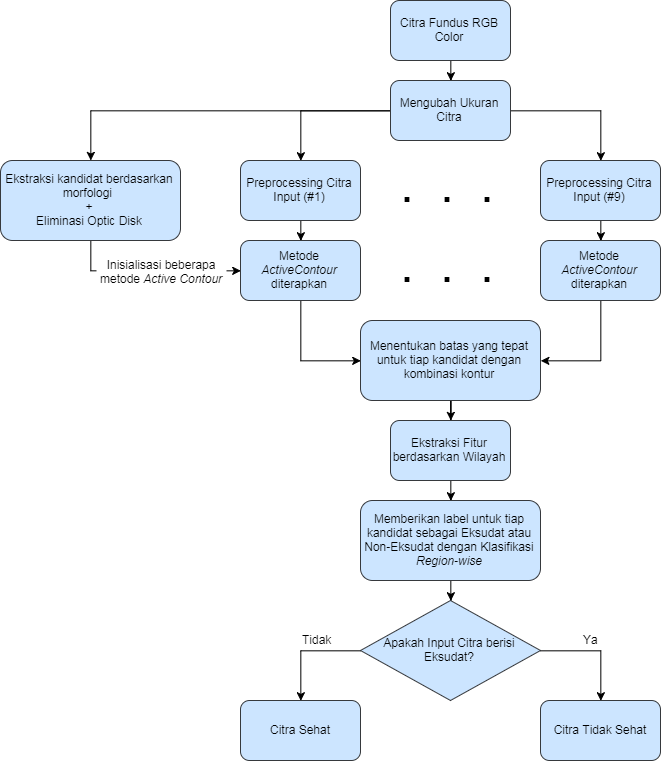 Citra Fundus RGB
Color
Mengubah Ukuran
Citra
Ekstraksi kandidat berdasarkan
morfologi
+
Eliminasi Optic Disk
Preprocessing Citra
Input (#1)
Preprocessing Citra
Input (#9)
Inisialisasi beberapa
metode Active Contour
Metode
ActiveContour
diterapkan
Metode
ActiveContour
diterapkan
Menentukan batas yang tepat
untuk tiap kandidat dengan
kombinasi kontur
Ekstraksi Fitur
berdasarkan Wilayah
Memberikan label untuk tiap
kandidat sebagai Eksudat atau
Non-Eksudat dengan Klasifikasi
Region-wise
Apakah Input Citra berisi
Eksudat?
Tidak
Ya
Citra Sehat
Citra Tidak Sehat